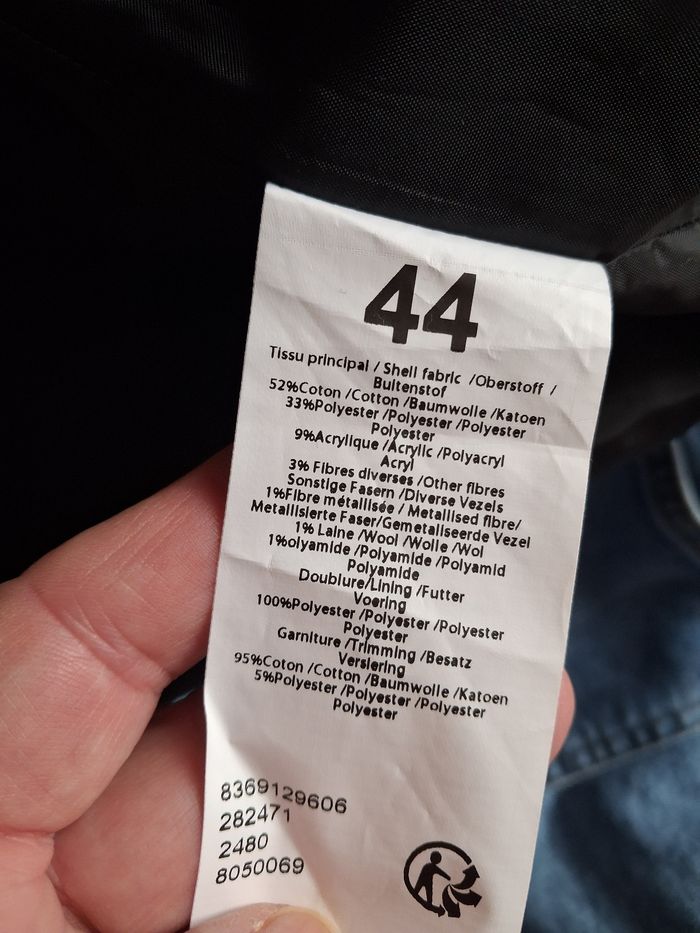 44
Tissu principal / Shell fabric /Oberstoff /
Buitenstof
52%Coton /Cotton /Baumwolle /Katoen
33%Polyester /Polyester /Polyester
Polyester
9%Acrylique /Acrylic /Polyacryl
Acryl
3% Fibres diverses /Other fibres
Sonstige Fasern /Diverse Vezels
1%Fibre métallisée / Metallised fibre/
Metallisierte Faser/Gemetaliseerde Vezel
1% Laine /Wool /Wolle /Wol
1%olyamide /Polyamide /Polyamid
Polyamide
Doublure/Lining /Futter
Voering
100%Polyester /Polyester /Polyester
Polyester
Garniture /Trimming /Besatz
Versiering
95%Coton /Cotton /Baumwolle /Katoen
5%Polyester /Polyester /Polyester
Polyester
8369129606
282471
2480
8050069